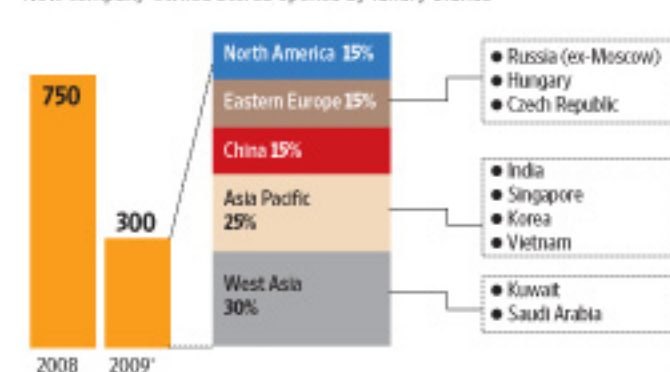 750
300
2008
2009*
North America 15%
Eastern Europe 15%
China 15%
Asia Pacific
25%
West Asia
30%
● Russia (ex-Moscow)
● Hungary
● Czech Republic
● India
● Singapore
● Korea
● Vietnam
● Kuwait
● Saudi Arabia